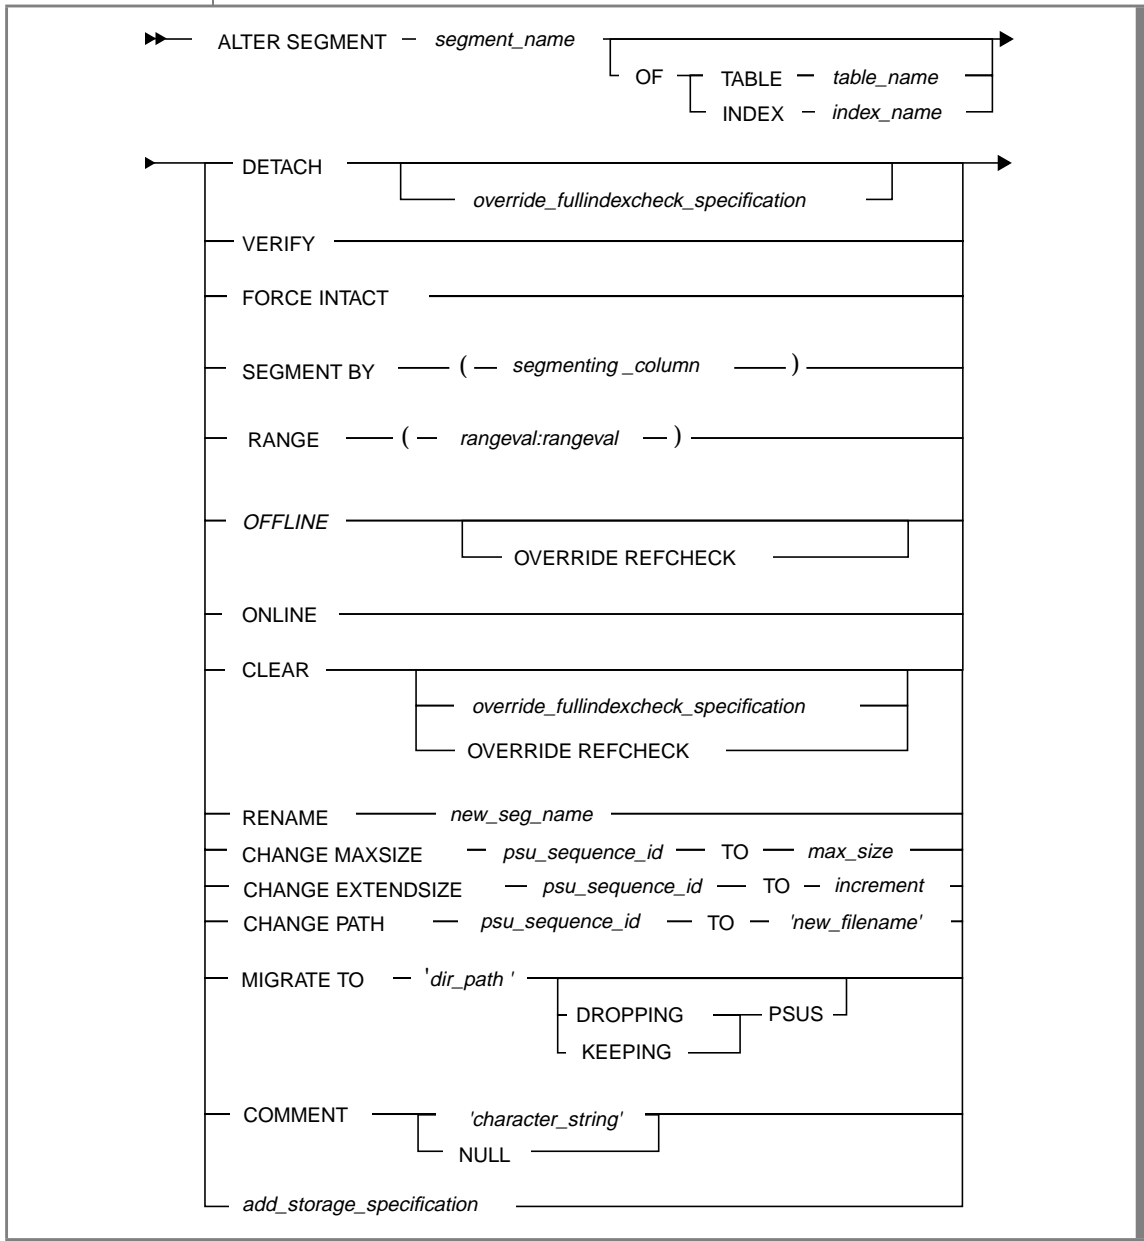 ALTER SEGMENT segment_name
OF TABLE table_name
INDEX index_name
DETACH
override_fullindexcheck_specification
VERIFY
FORCE INTACT
SEGMENT BY ( segmenting _column )
RANGE ( rangeval:rangeval )
OFFLINE
OVERRIDE REFCHECK
ONLINE
CLEAR
override_fullindexcheck_specification
OVERRIDE REFCHECK
RENAME new_seg_name
CHANGE MAXSIZE psu_sequence_id TO max_size
CHANGE EXTENDSIZE psu_sequence_id TO increment
CHANGE PATH psu_sequence_id TO 'new_filename'
MIGRATE TO 'dir_path '
DROPPING PSUS
KEEPING
COMMENT 'character_string'
NULL
add_storage_specification